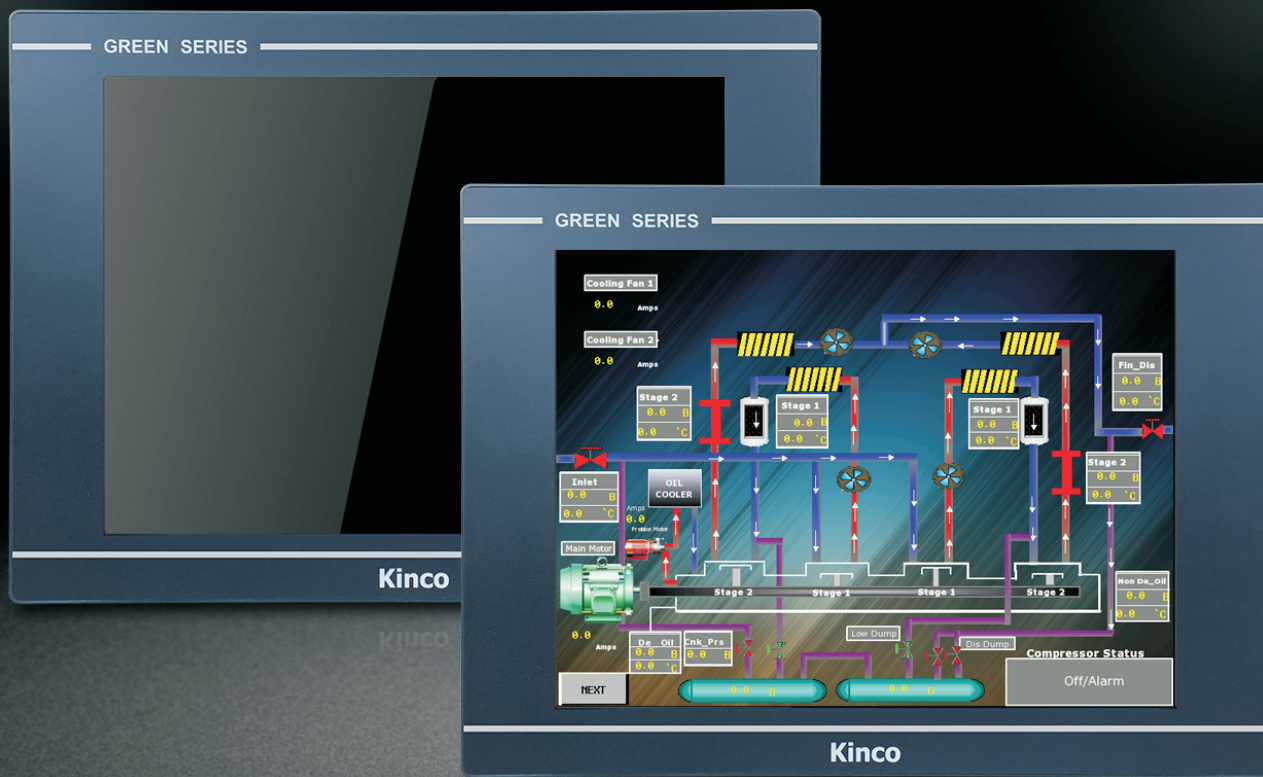 GREEN SERIES
Kinco
GREEN SERIES
Cooling Fan 1
0.0 Amps
Cooling Fan 2
0.0 Amps
Fin_Dis
0.0 B
0.0 `C
Stage 2
0.0 B
0.0 `C
Stage 1
0.0 B
0.0 `C
Stage 1
0.0 B
0.0 `C
Stage 2
0.0 B
0.0 `C
Inlet
0.0 B
0.0 `C
OIL
COOLER
Amps
0.0
Prelube Motor
Main Motor
Stage 2
Stage 1
Stage 1
Stage 2
Non De_Oil
0.0 B
0.0 `C
0.0
Amps
De_ Oil
0.0 B
0.0 `C
Cnk_Prs
0.0 B
Low Dump
Dis Dump
Compressor Status
Off/Alarm
NEXT
0.0 B
0.0 B
Kinco